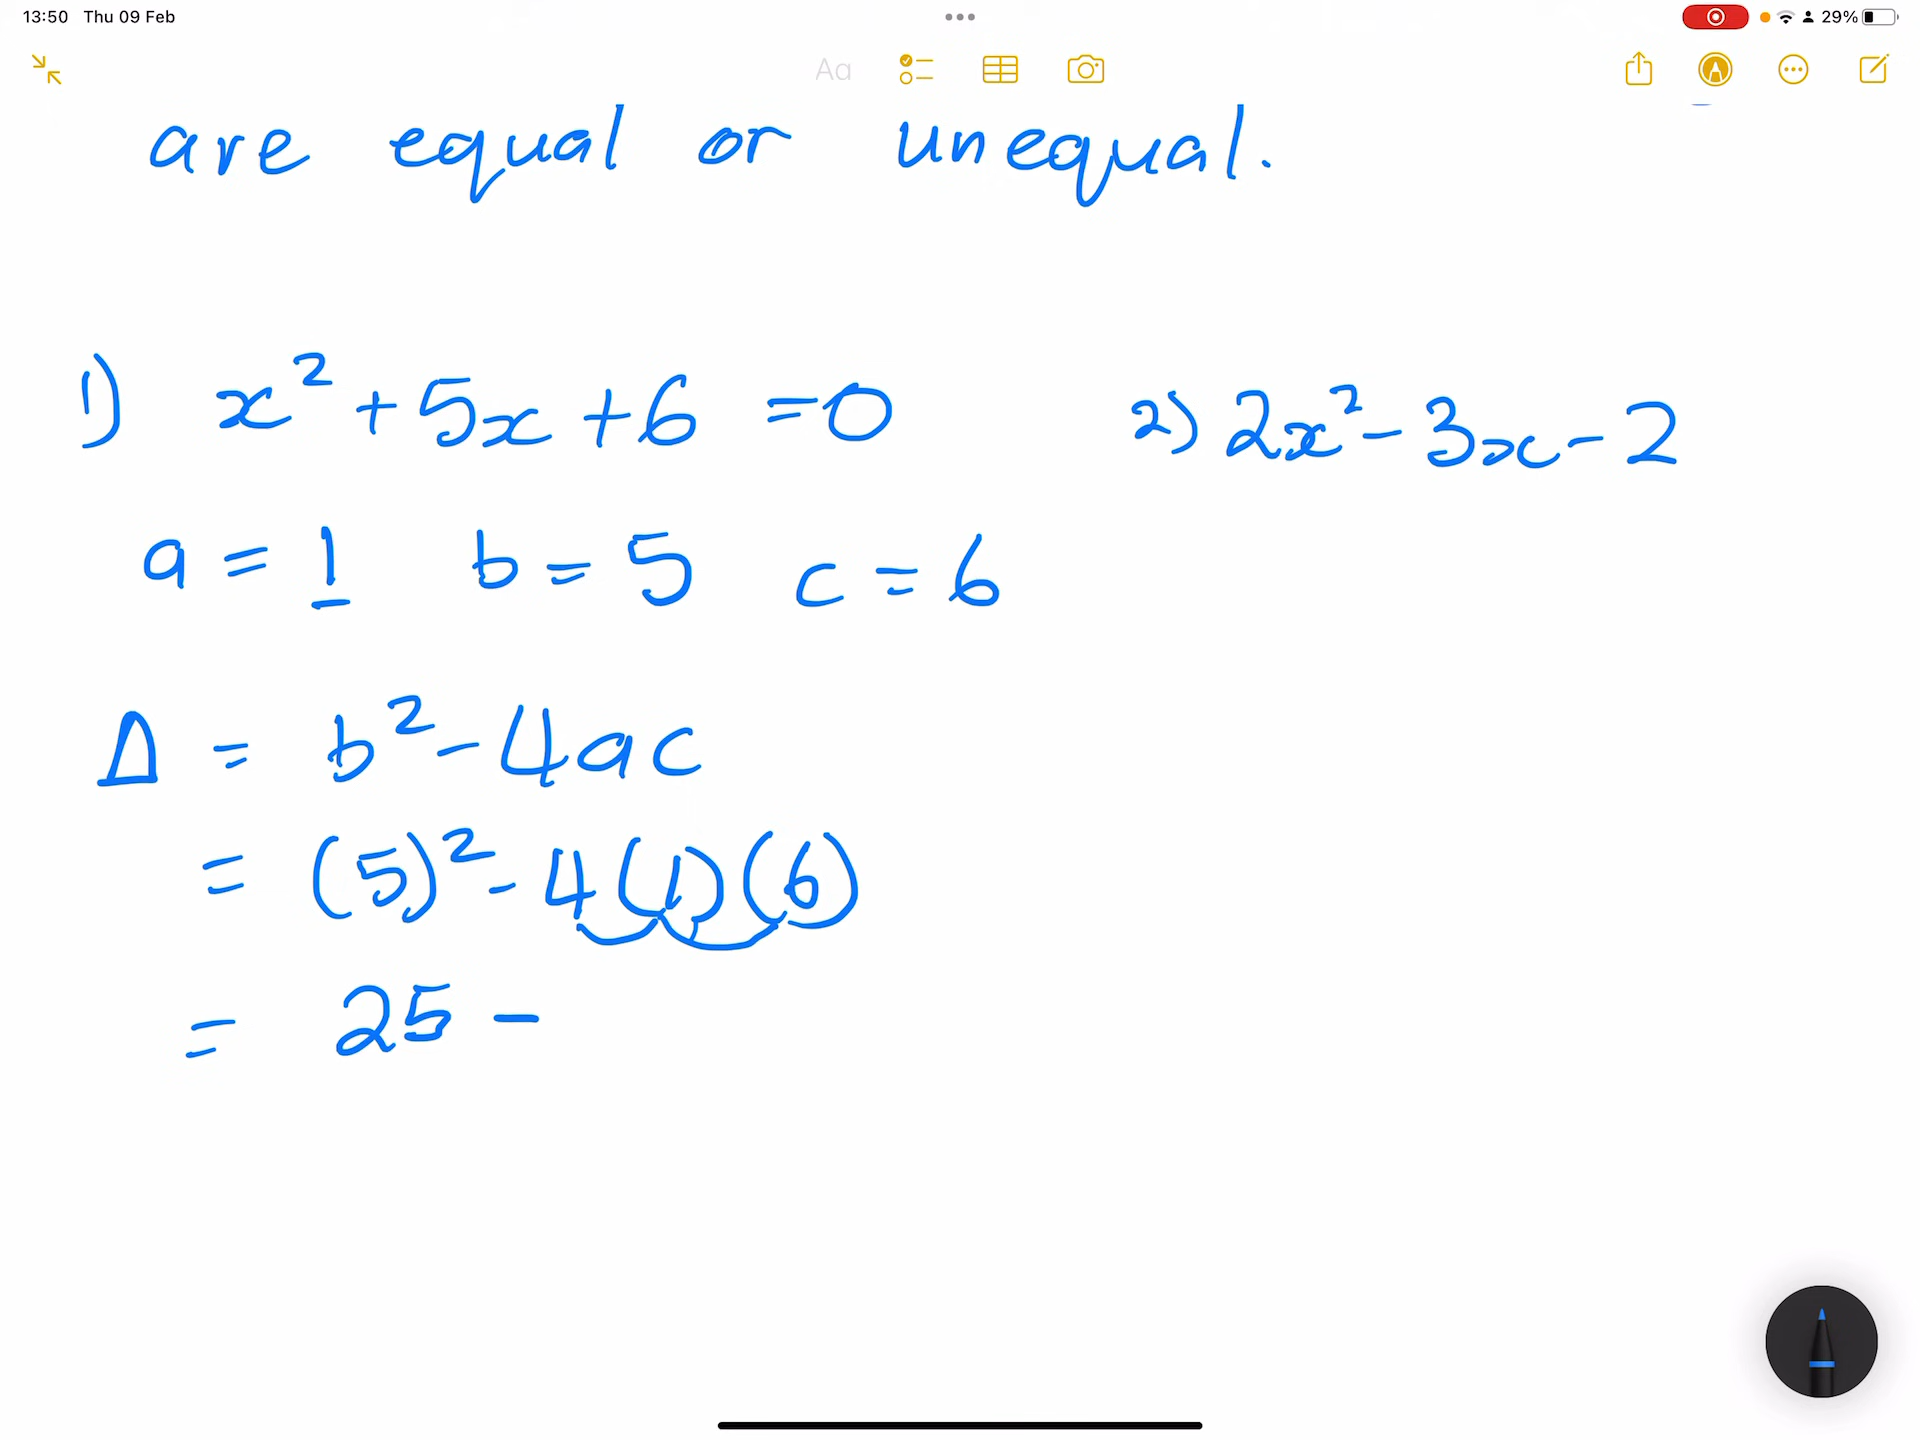 13:50 Thu 09 Feb
29%
Aa
are equal or unequal.
1) x² + 5x + 6 = 0
2) 2x² - 3x - 2
a = 1 b = 5 c = 6
Δ = b² - 4ac
= (5)² - 4(1)(6)
= 25 -